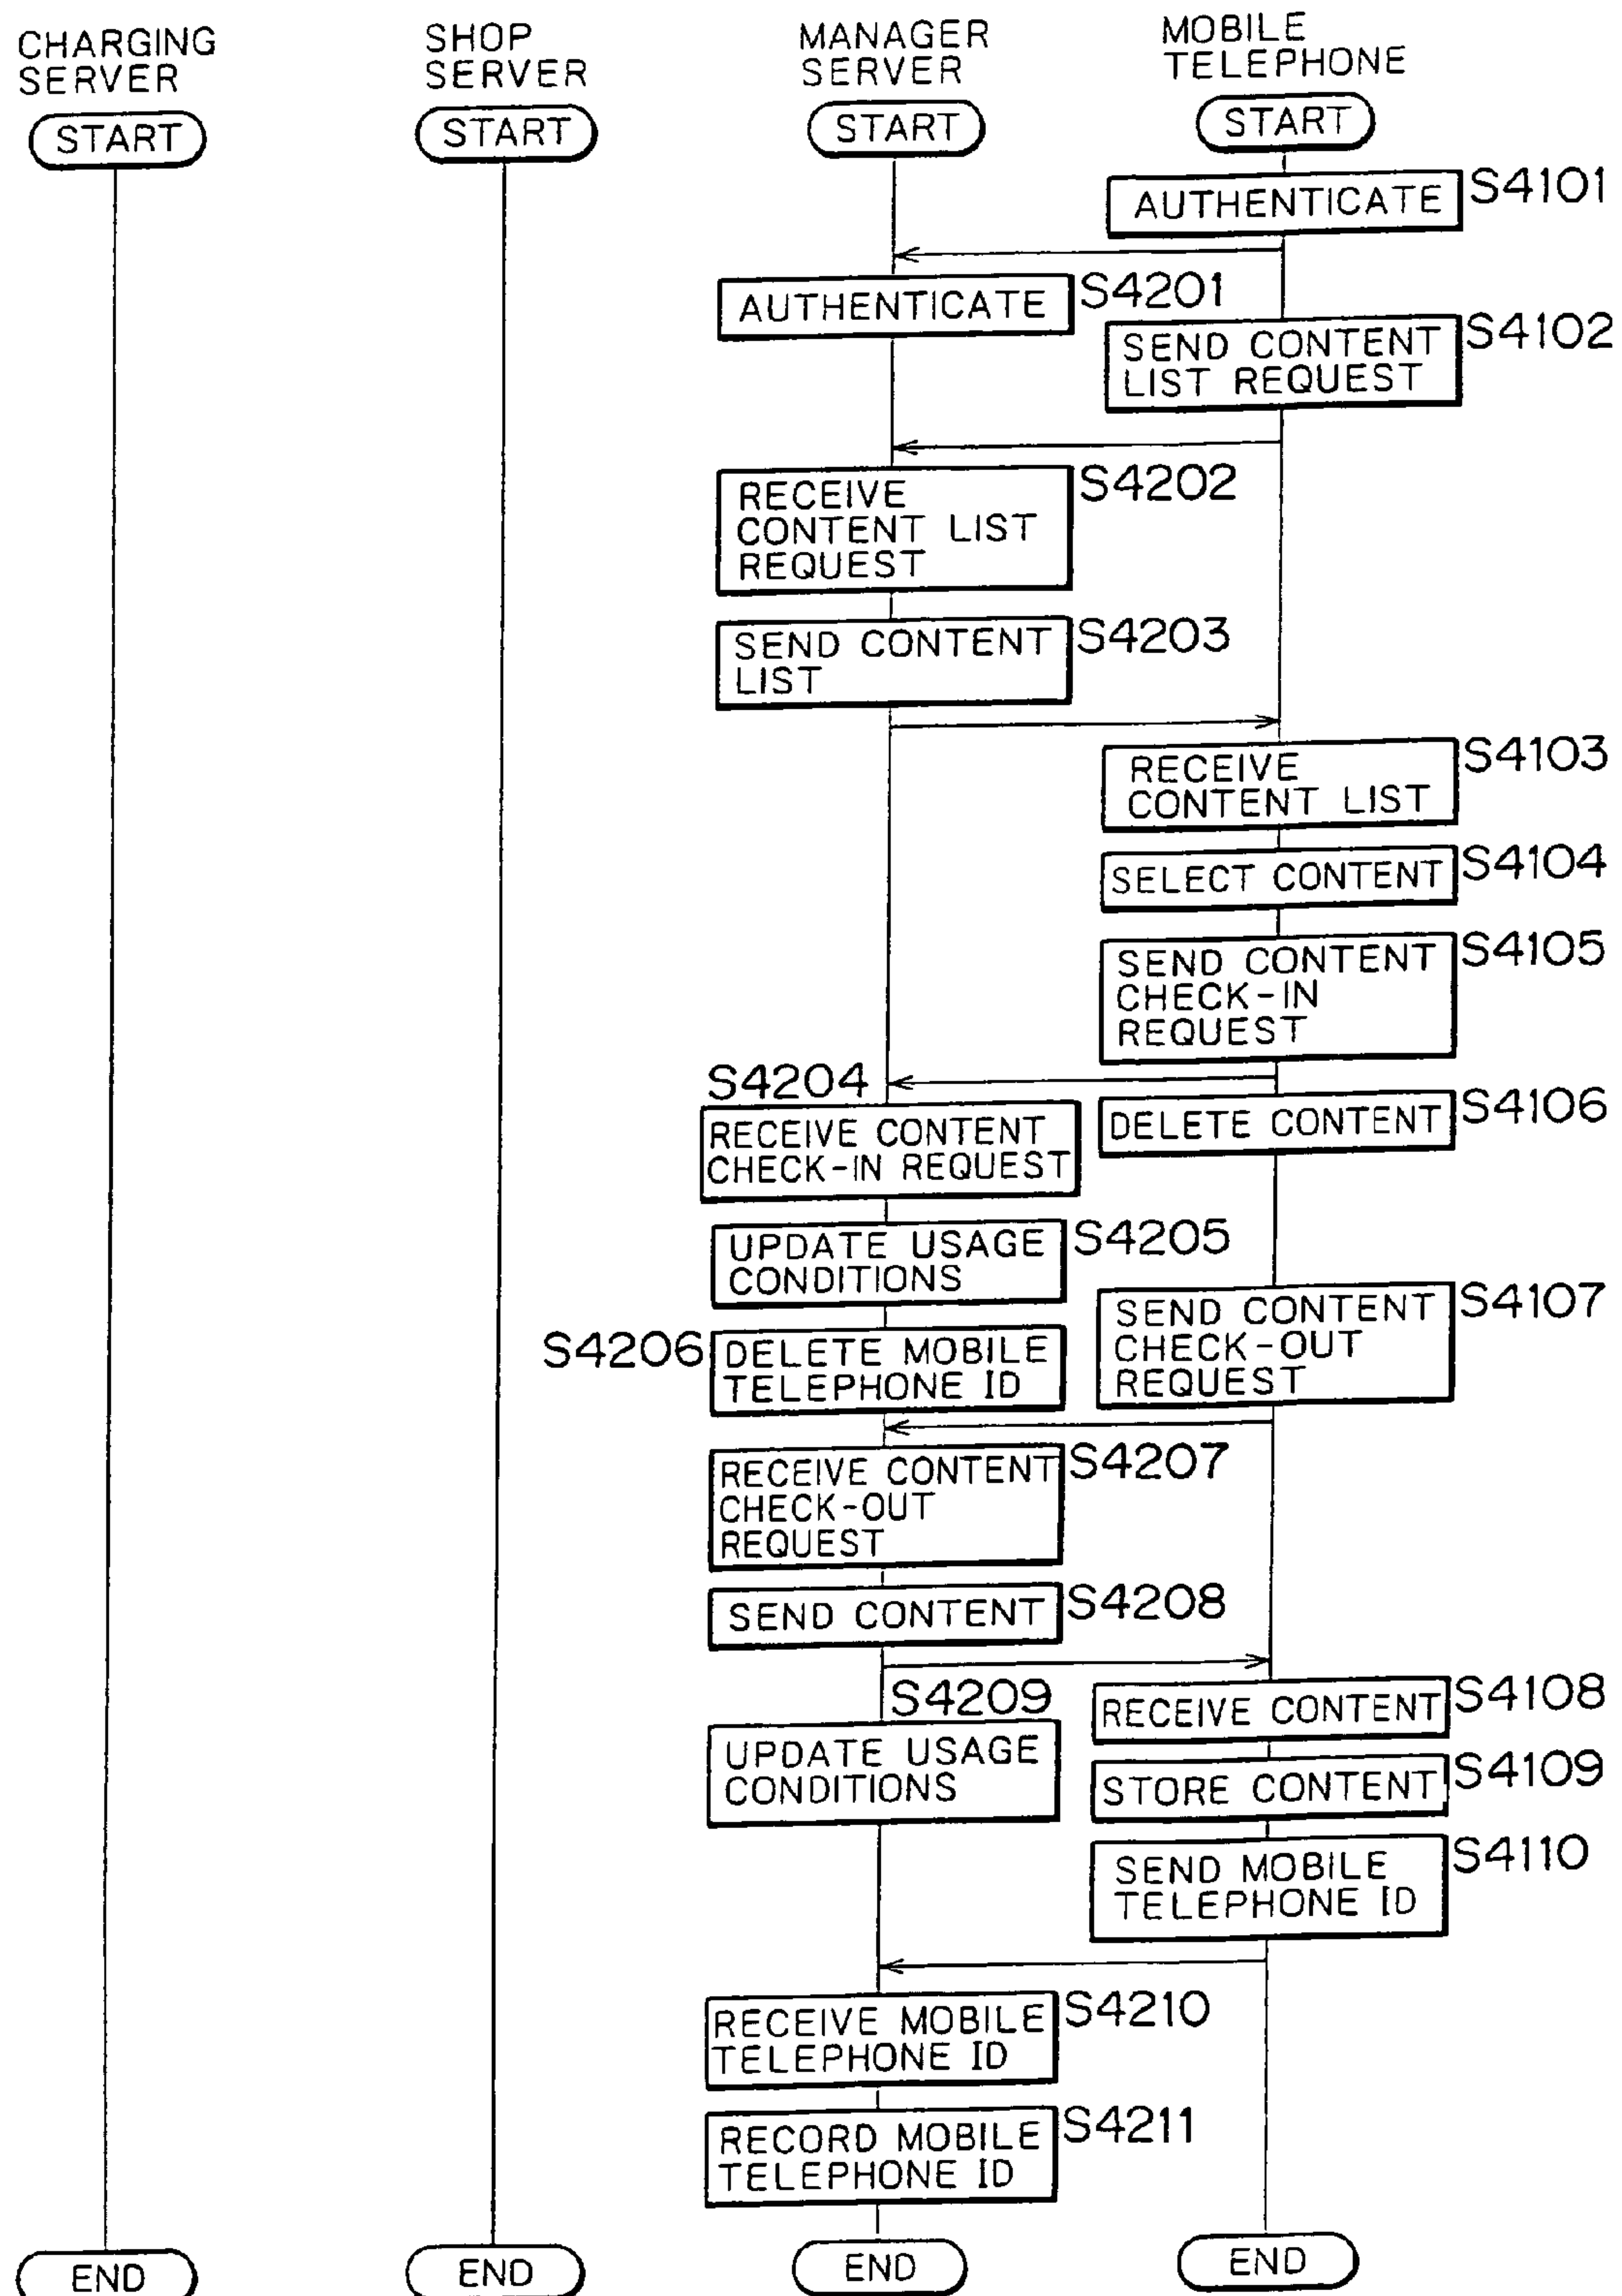 CHARGING
SERVER
SHOP
SERVER
MANAGER
SERVER
MOBILE
TELEPHONE
START
START
START
START
AUTHENTICATE
S4101
AUTHENTICATE
S4201
SEND CONTENT
LIST REQUEST
S4102
RECEIVE
CONTENT LIST
REQUEST
S4202
SEND CONTENT
LIST
S4203
RECEIVE
CONTENT LIST
S4103
SELECT CONTENT
S4104
SEND CONTENT
CHECK-IN
REQUEST
S4105
S4204
RECEIVE CONTENT
CHECK-IN REQUEST
DELETE CONTENT
S4106
UPDATE USAGE
CONDITIONS
S4205
SEND CONTENT
CHECK-OUT
REQUEST
S4107
S4206
DELETE MOBILE
TELEPHONE ID
RECEIVE CONTENT
CHECK-OUT
REQUEST
S4207
SEND CONTENT
S4208
S4209
UPDATE USAGE
CONDITIONS
RECEIVE CONTENT
S4108
STORE CONTENT
S4109
SEND MOBILE
TELEPHONE ID
S4110
RECEIVE MOBILE
TELEPHONE ID
S4210
RECORD MOBILE
TELEPHONE ID
S4211
END
END
END
END